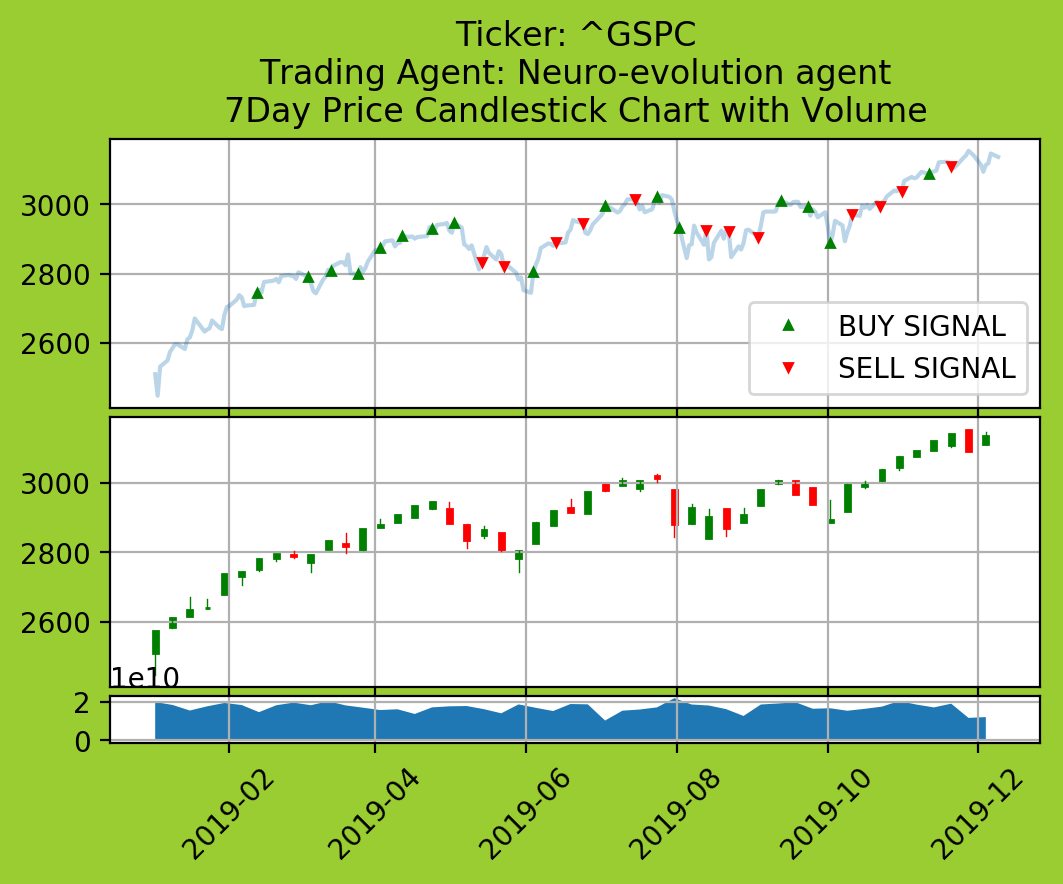 Ticker: ^GSPC
Trading Agent: Neuro-evolution agent
7Day Price Candlestick Chart with Volume
3000
2800
2600
BUY SIGNAL
SELL SIGNAL
3000
2800
2600
1e10
2
0
2019-02
2019-04
2019-06
2019-08
2019-10
2019-12